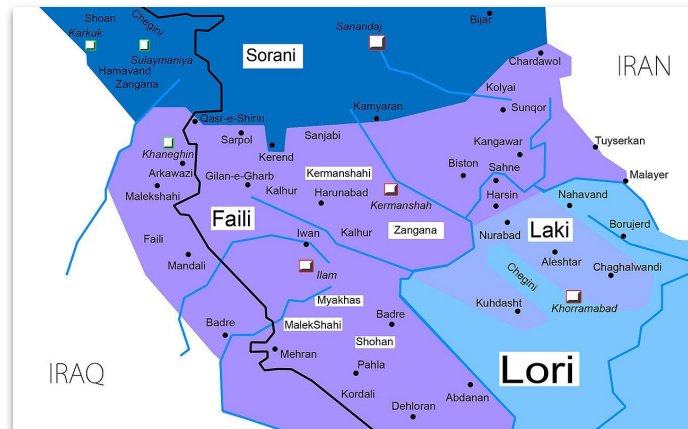 Shoan
Chegini
Bijar
Karkuk
Sanandaj
Sulaymaniya
Sorani
Chardawol
IRAN
Hamavand
Zangana
Kolyai
Kamyaran
Sunqor
Qasr-e-Shirin
Sanjabi
Sarpol
Khaneghin
Kerend
Kangawar
Tuyserkan
Arkawazi
Gilan-e-Gharb
Kermanshahi
Biston
Sahne
Malayer
Malekshahi
Kalhur
Harunabad
Kermanshah
Harsin
Nahavand
Faili
Zangana
Laki
Faili
Iwan
Kalhur
Nurabad
Borujerd
Mandali
Aleshtar
Ilam
Chegini
Chaghalwandi
Myakhas
Kuhdasht
Khorramabad
Badre
MalekShahi
Badre
Shohan
IRAQ
Mehran
Lori
Pahla
Kordali
Abdanan
Dehloran